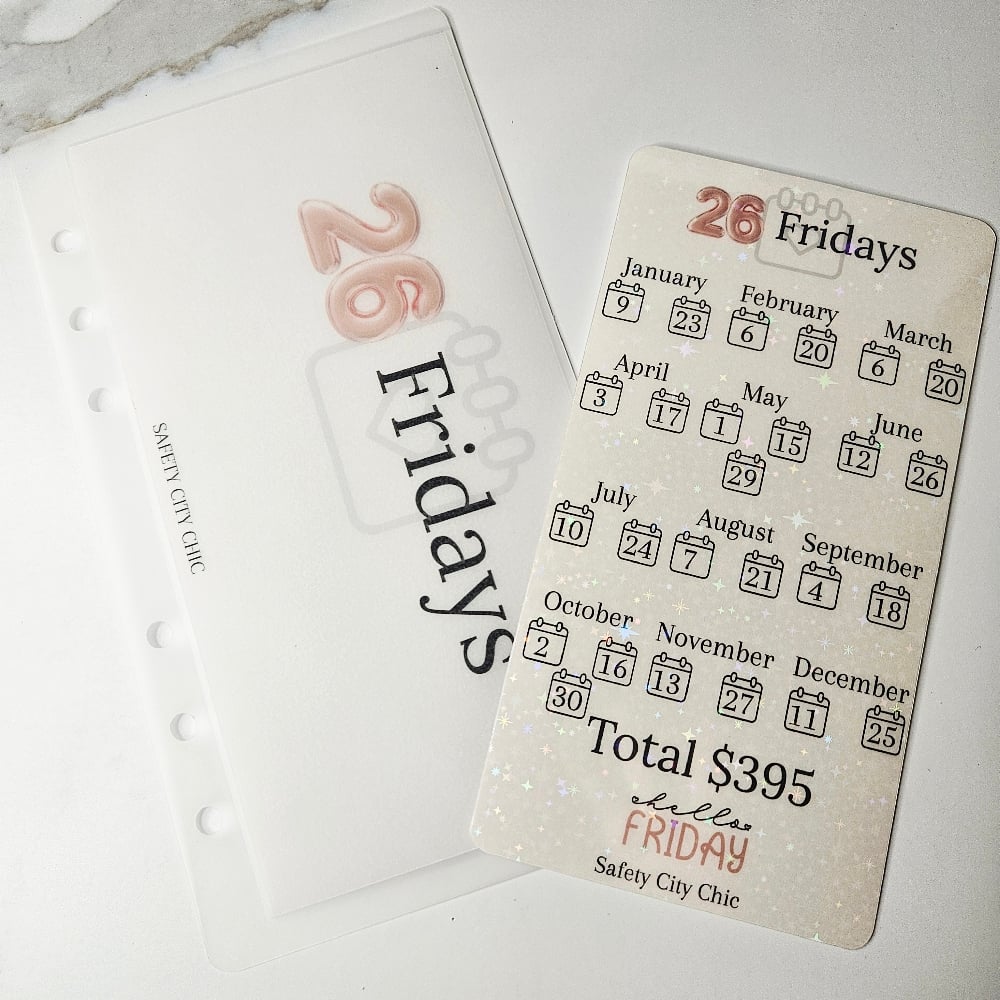 26
Fridays
SAFETY CITY CHIC
26 Fridays
January February March
9 23 6 20 6 20
April May June
3 17 1 15 12 26
29
July August September
10 24 7 21 4 18
October November December
2 16 13 27 11 25
30
Total $395
hello
FRIDAY
Safety City Chic